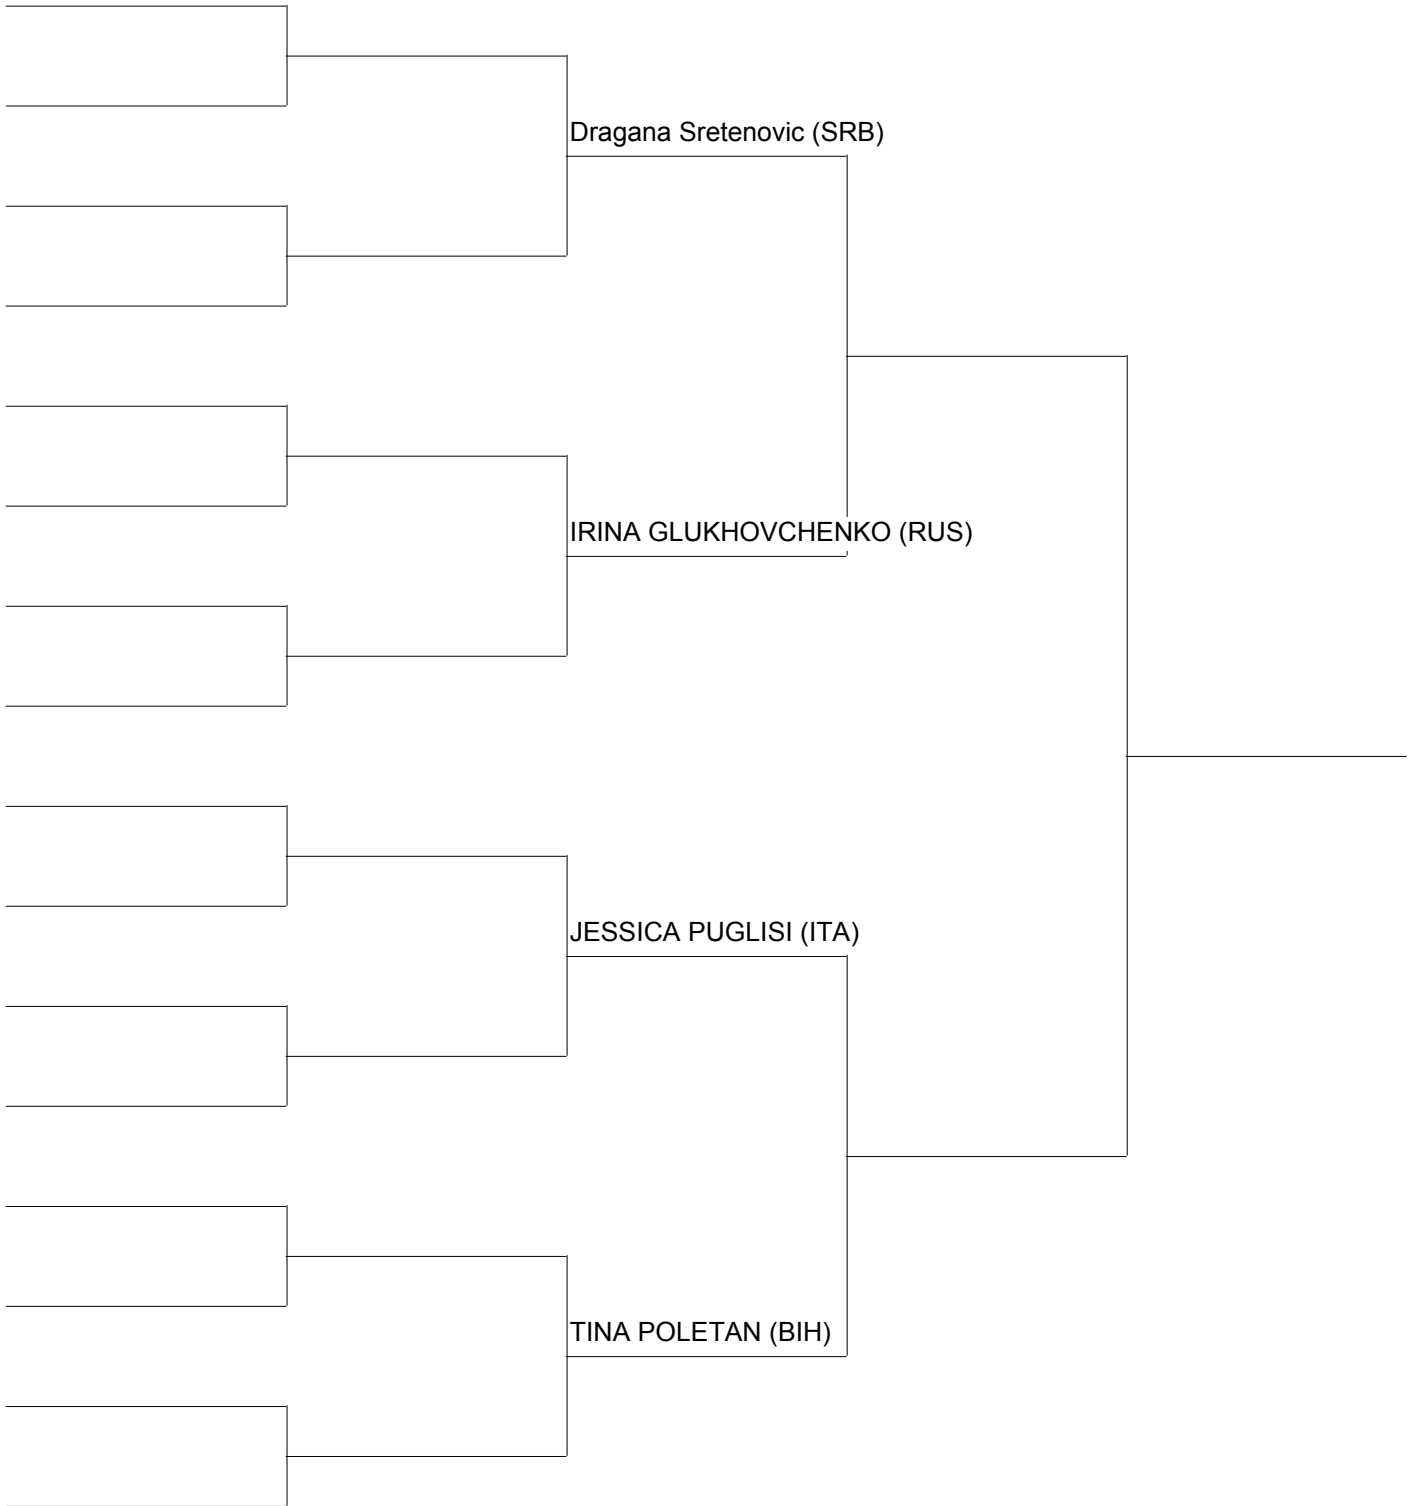 Dragana Sretenovic (SRB)
IRINA GLUKHOVCHENKO (RUS)
JESSICA PUGLISI (ITA)
TINA POLETAN (BIH)